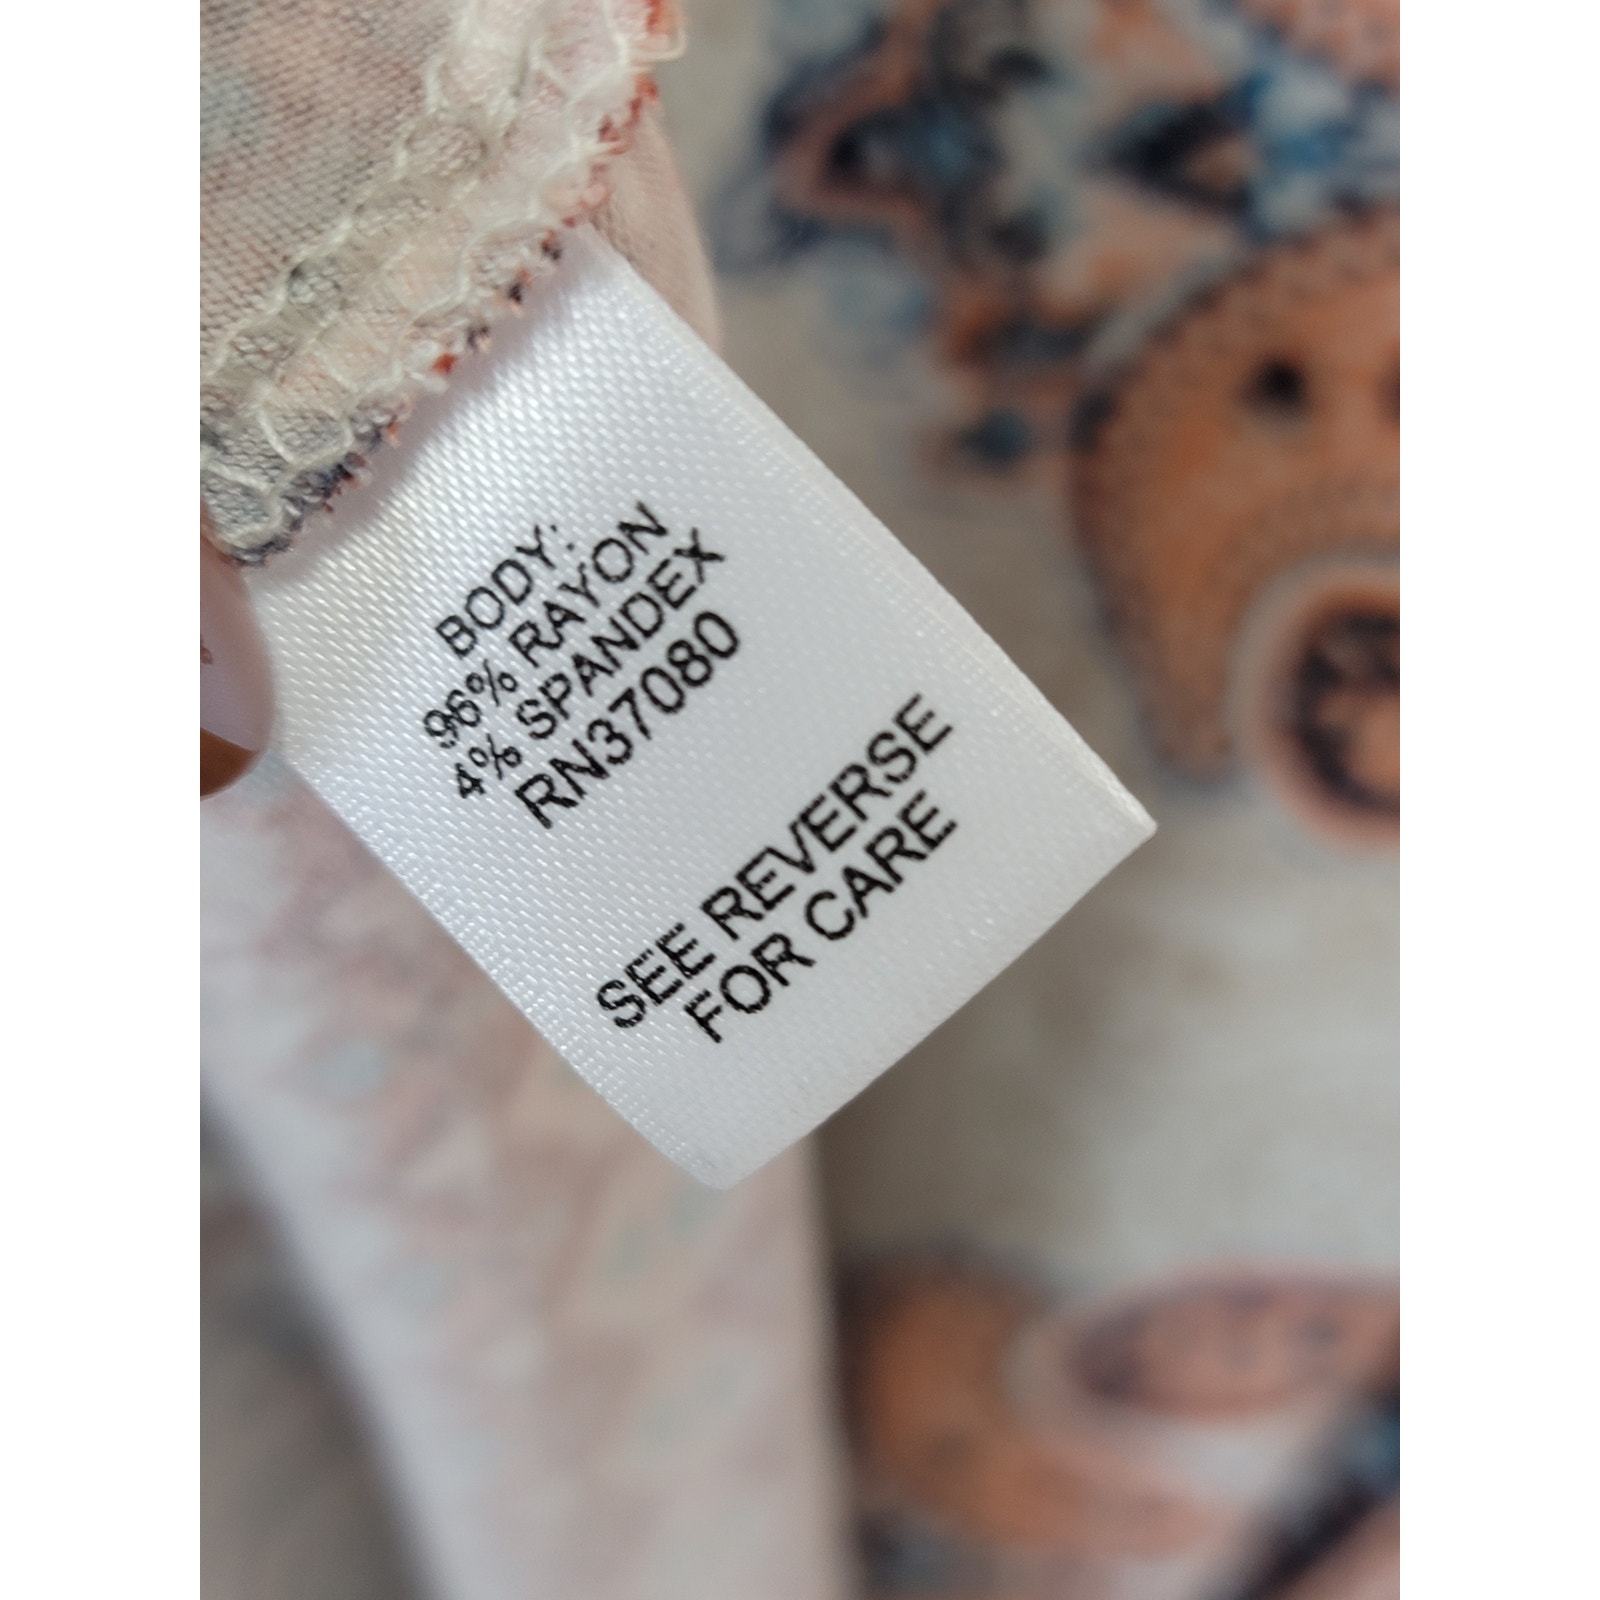 BODY:
96% RAYON
4% SPANDEX
RN37080
SEE REVERSE
FOR CARE